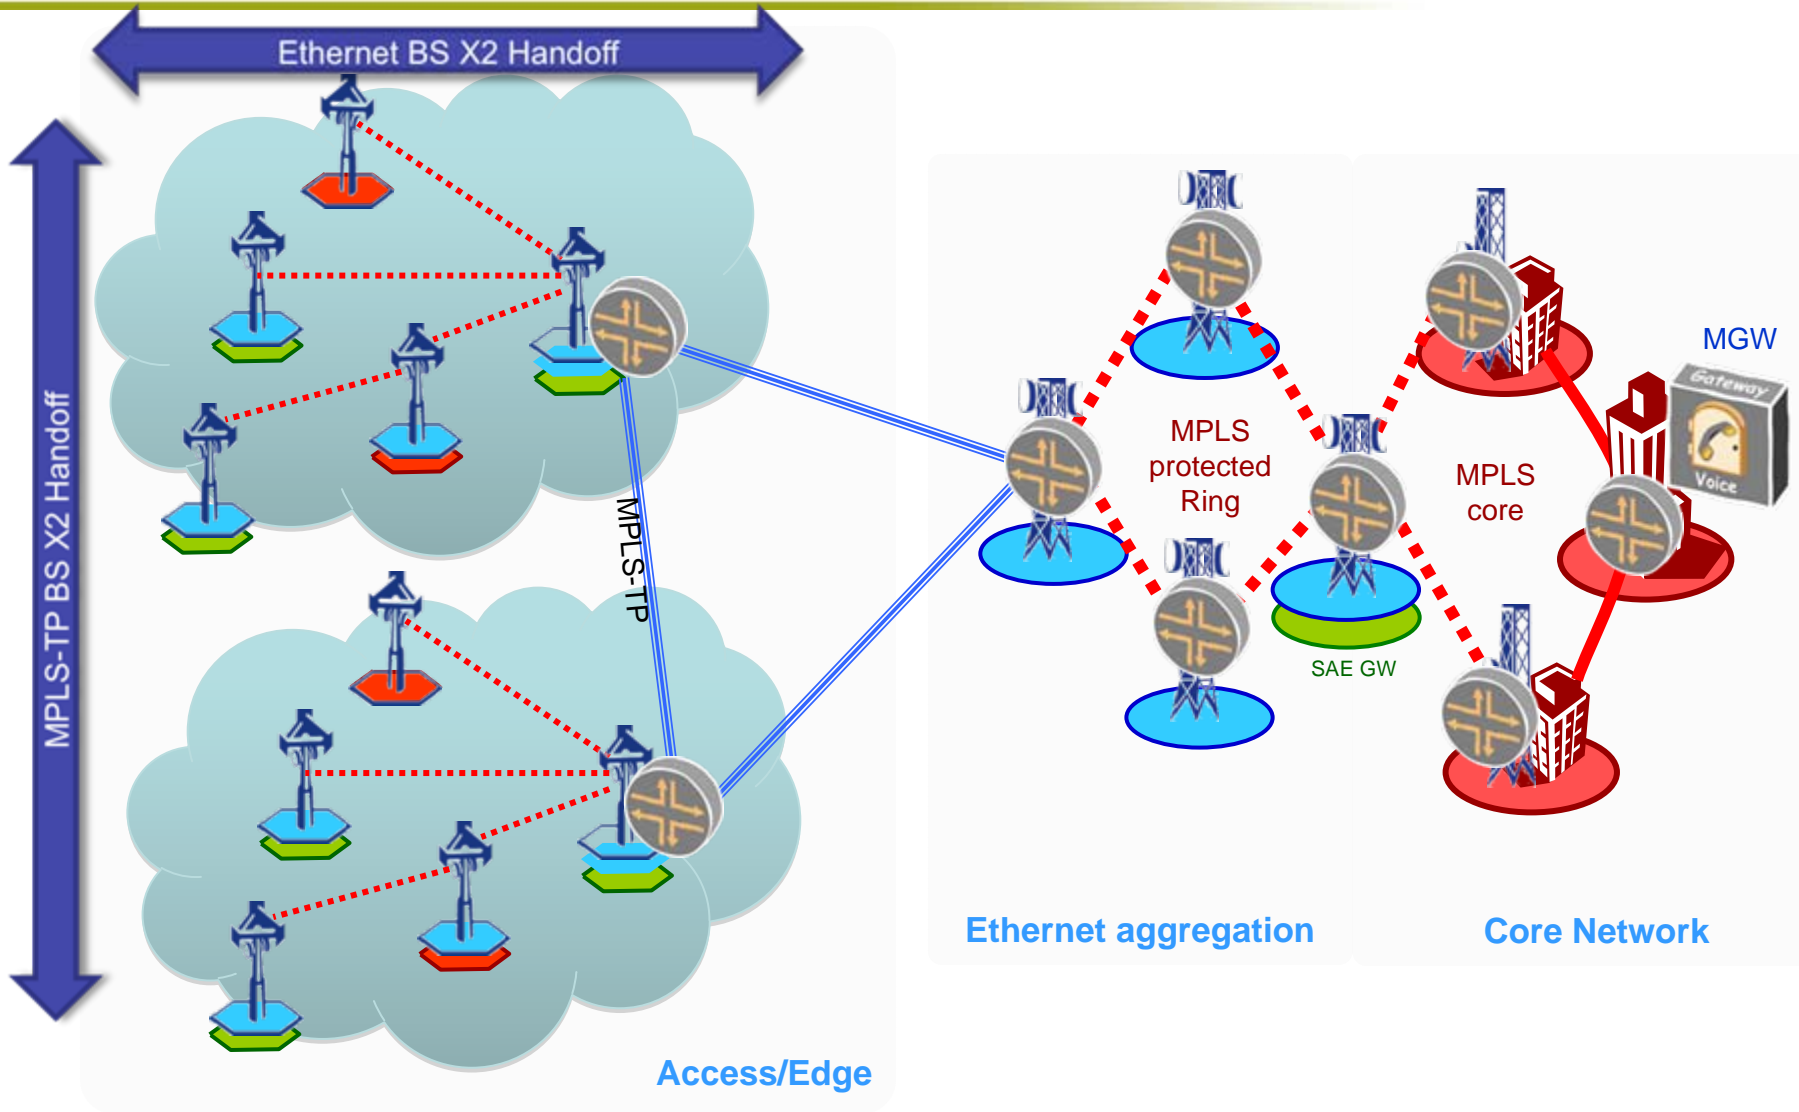 Ethernet BS X2 Handoff
MPLS-TP BS X2 Handoff
MPLS-TP
MPLS
protected
Ring
SAE GW
MPLS
core
MGW
Gateway
Voice
Ethernet aggregation
Core Network
Access/Edge